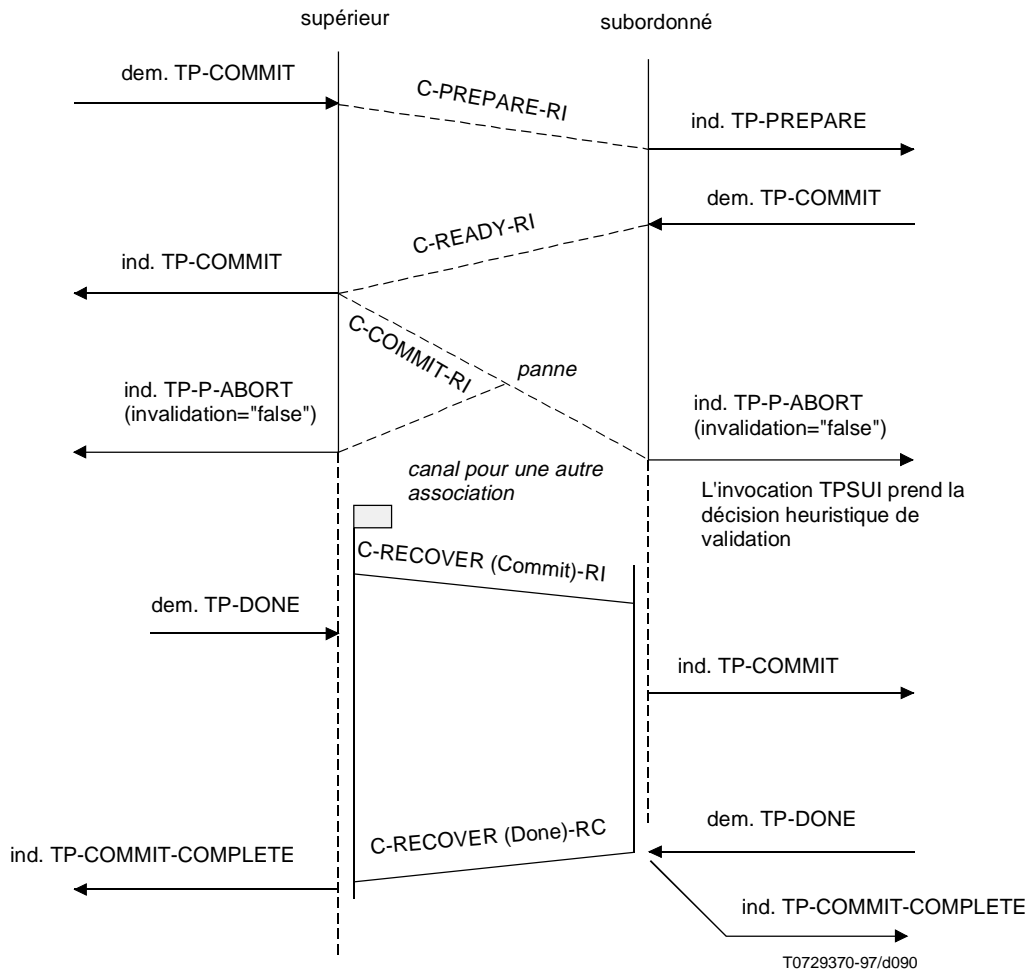 supérieur
subordonné
dem. TP-COMMIT
C-PREPARE-RI
ind. TP-PREPARE
dem. TP-COMMIT
C-READY-RI
ind. TP-COMMIT
C-COMMIT-RI
panne
ind. TP-P-ABORT
(invalidation="false")
ind. TP-P-ABORT
(invalidation="false")
canal pour une autre
association
L'invocation TPSUI prend la
décision heuristique de
validation
C-RECOVER (Commit)-RI
dem. TP-DONE
ind. TP-COMMIT
dem. TP-DONE
C-RECOVER (Done)-RC
ind. TP-COMMIT-COMPLETE
ind. TP-COMMIT-COMPLETE
T0729370-97/d090